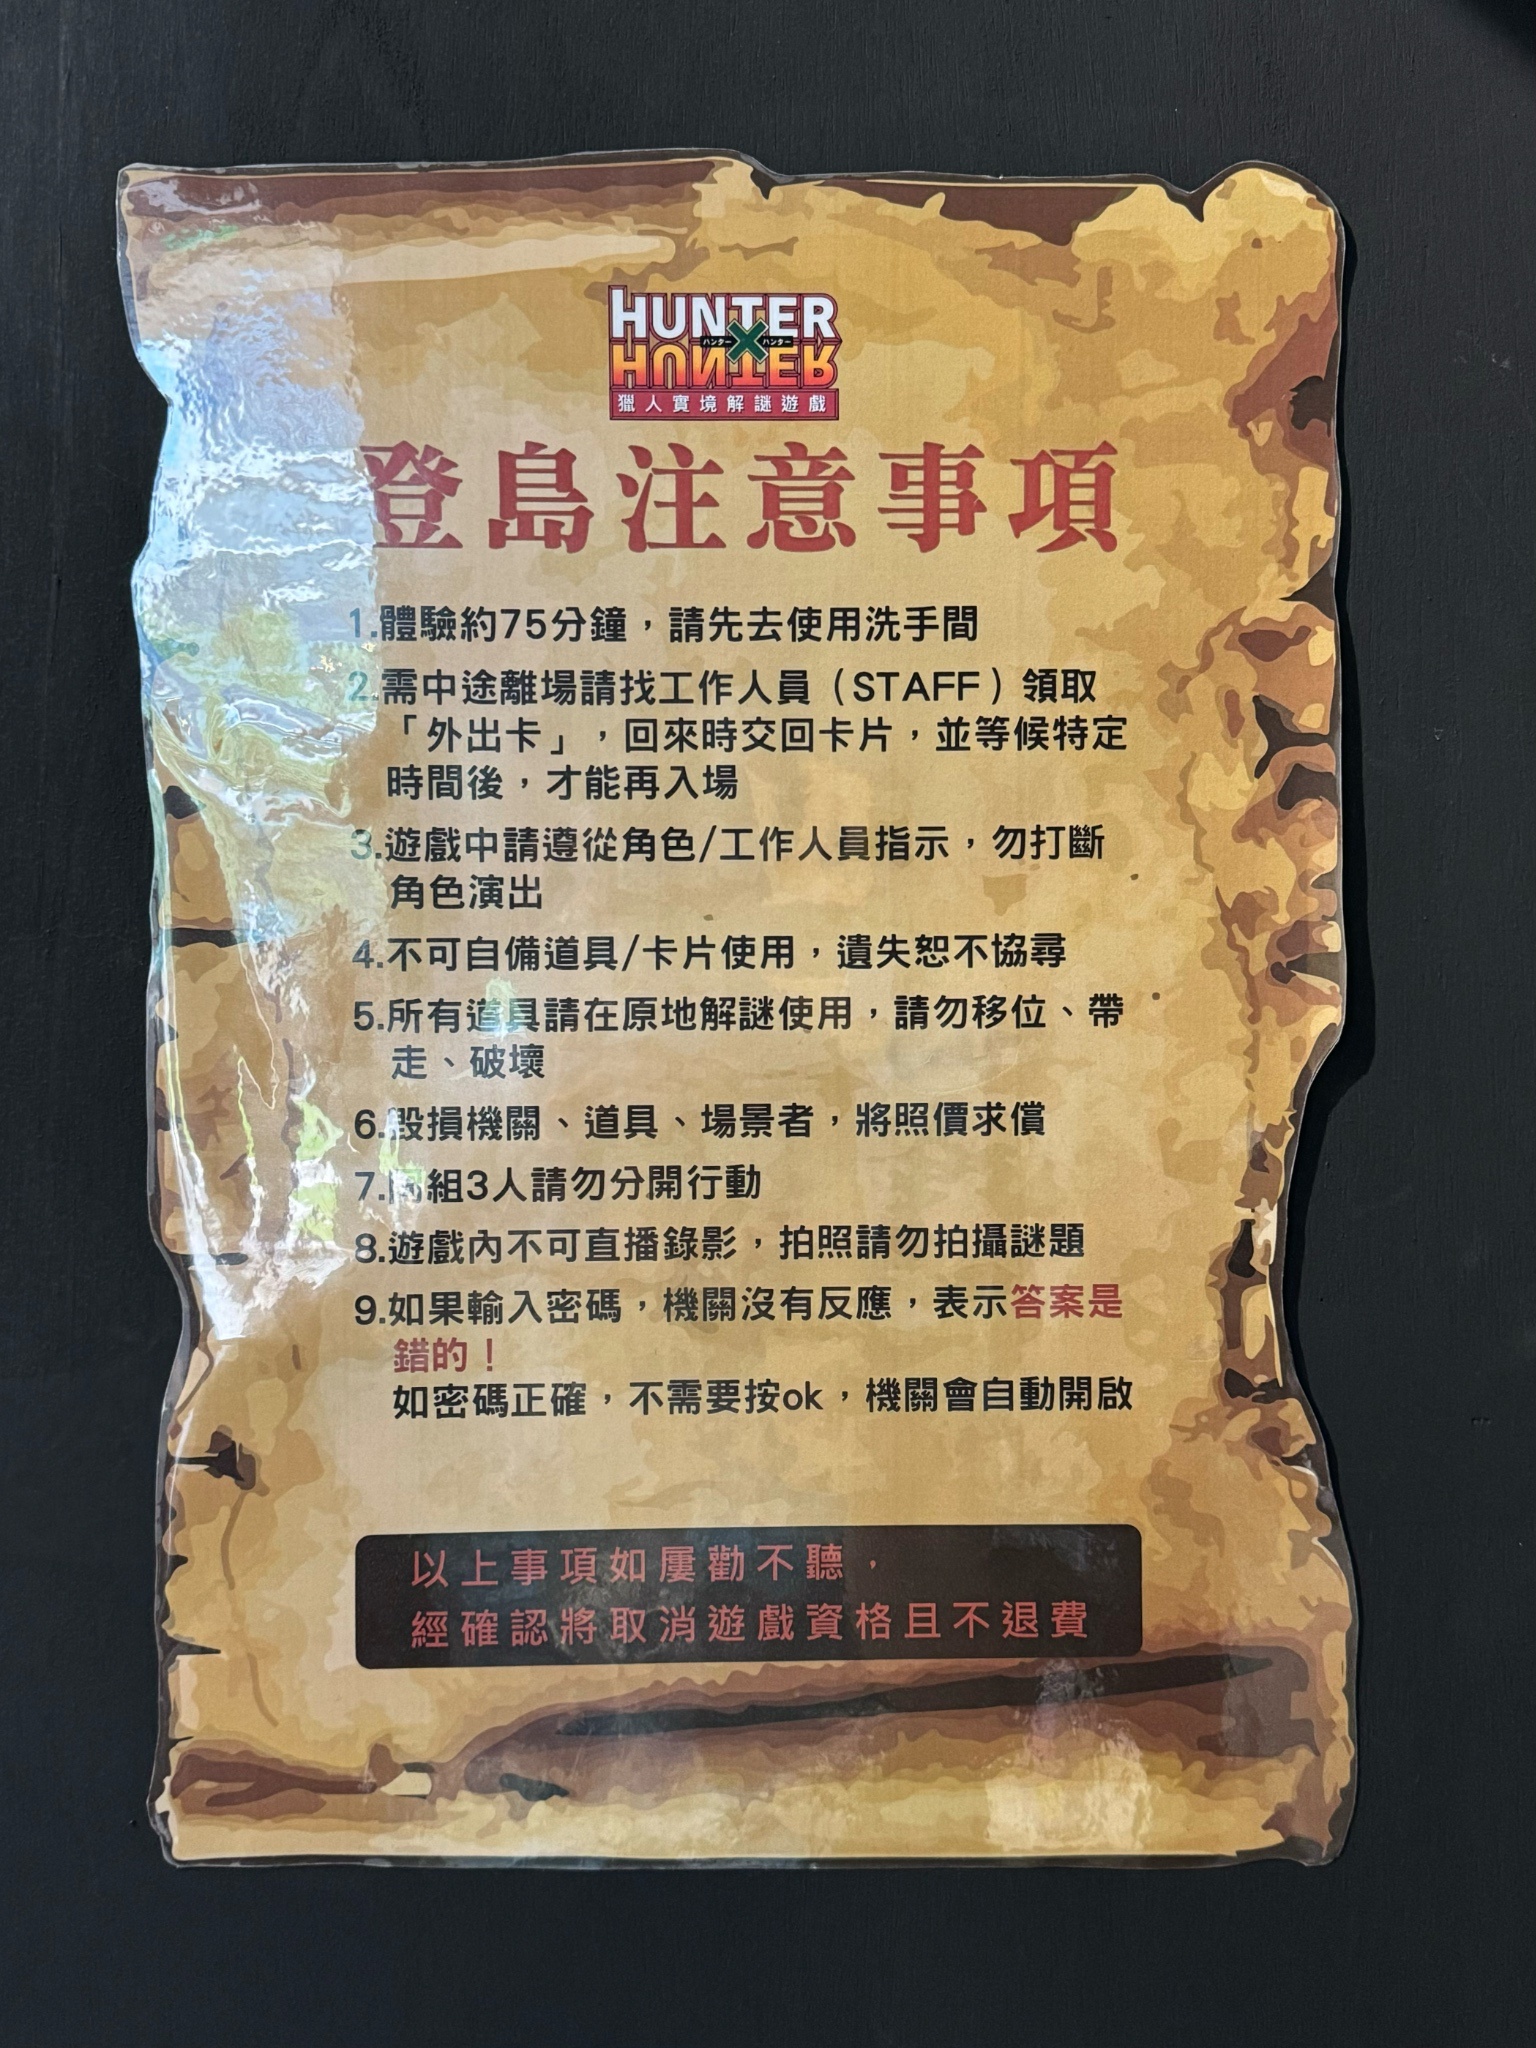 HUNTER
ハンター×ハンター
HUNTER
獵人實境解謎遊戲
登島注意事項
1.體驗約75分鐘，請先去使用洗手間
2.需中途離場請找工作人員（STAFF）領取
「外出卡」，回來時交回卡片，並等候特定
時間後，才能再入場
3.遊戲中請遵從角色/工作人員指示，勿打斷
角色演出
4.不可自備道具/卡片使用，遺失恕不協尋
5.所有道具請在原地解謎使用，請勿移位、帶
走、破壞
6.毀損機關、道具、場景者，將照價求償
7.同組3人請勿分開行動
8.遊戲內不可直播錄影，拍照請勿拍攝謎題
9.如果輸入密碼，機關沒有反應，表示答案是
錯的！
如密碼正確，不需要按ok，機關會自動開啟
以上事項如屢勸不聽，
經確認將取消遊戲資格且不退費